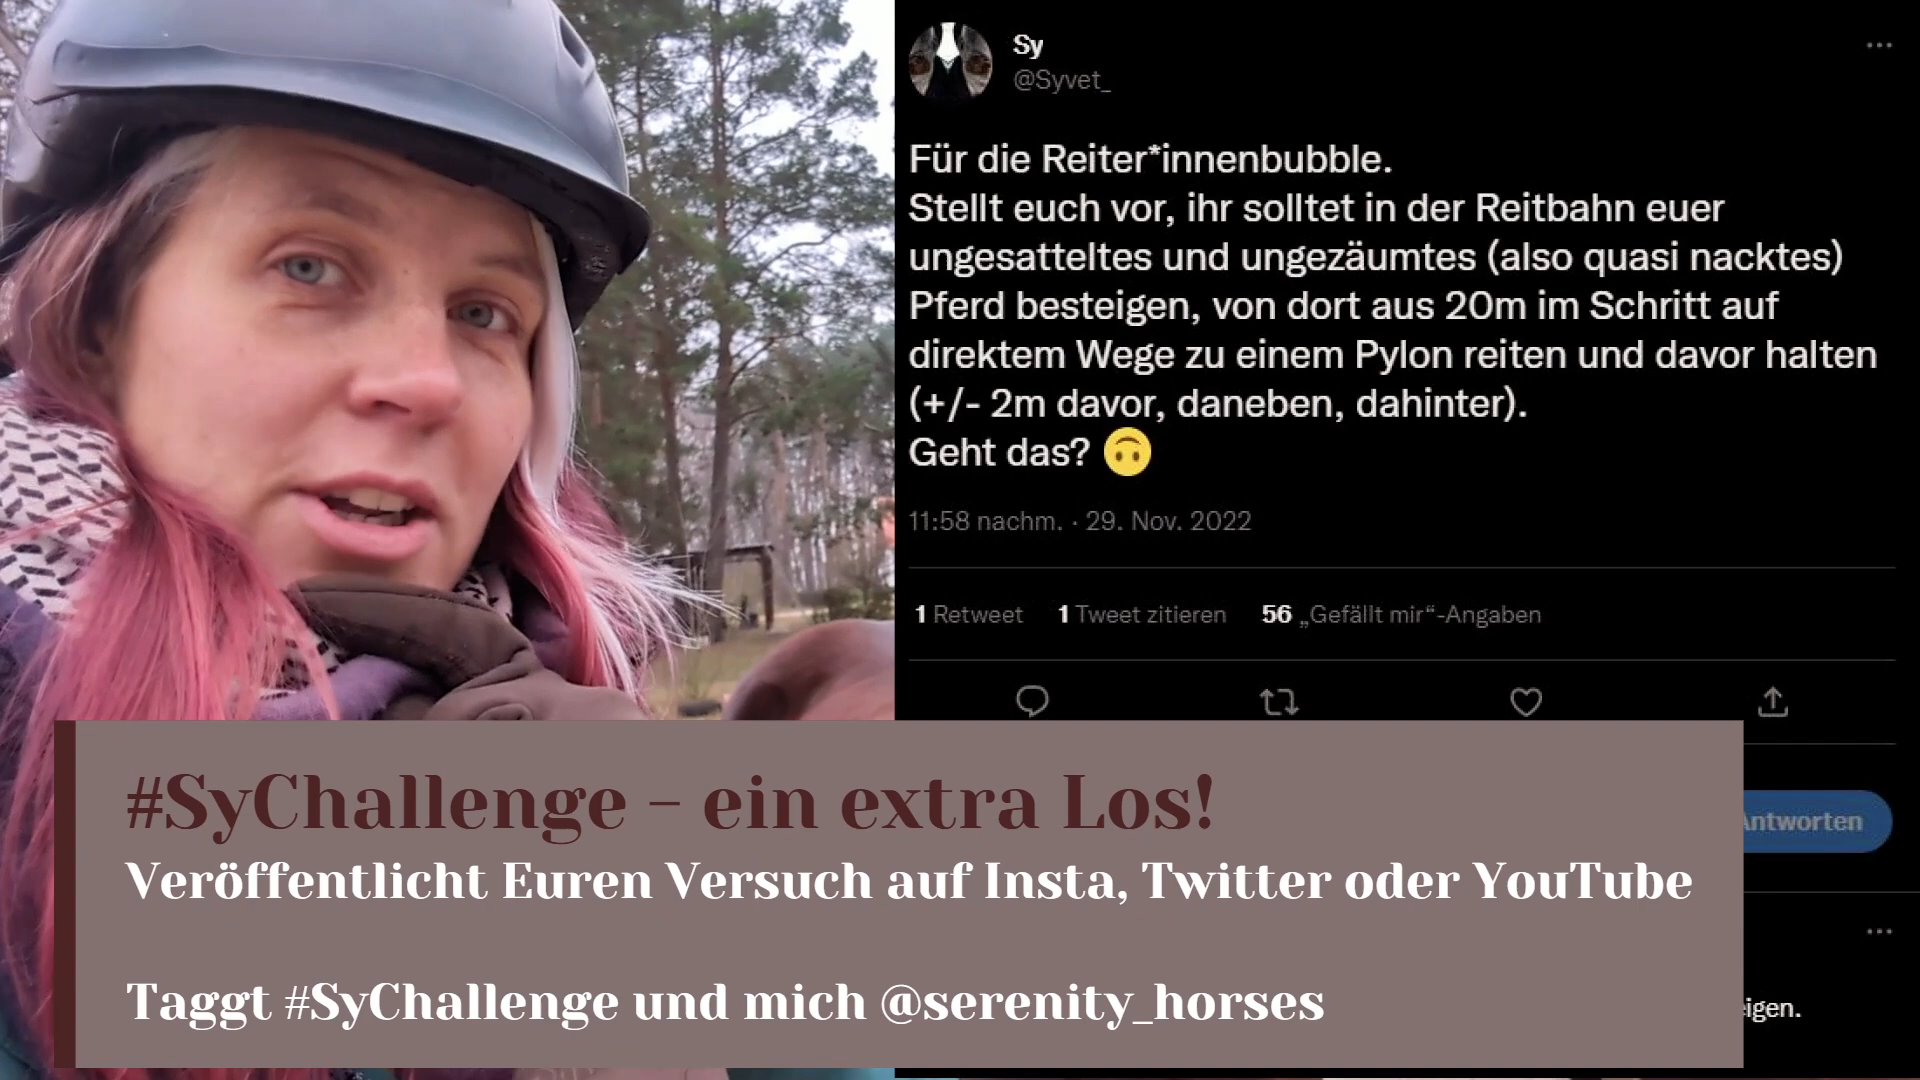 Sy
@Syvet_
Für die Reiter*innenbubble.
Stellt euch vor, ihr solltet in der Reitbahn euer
ungesatteltes und ungezäumtes (also quasi nacktes)
Pferd besteigen, von dort aus 20m im Schritt auf
direktem Wege zu einem Pylon reiten und davor halten
(+/- 2m davor, daneben, dahinter).
Geht das? 🙃
11:58 nachm. · 29. Nov. 2022
1 Retweet 1 Tweet zitieren 56 „Gefällt mir“-Angaben
#SyChallenge - ein extra Los!
Antworten
Veröffentlicht Euren Versuch auf Insta, Twitter oder YouTube
Taggt #SyChallenge und mich @serenity_horses
eigen.